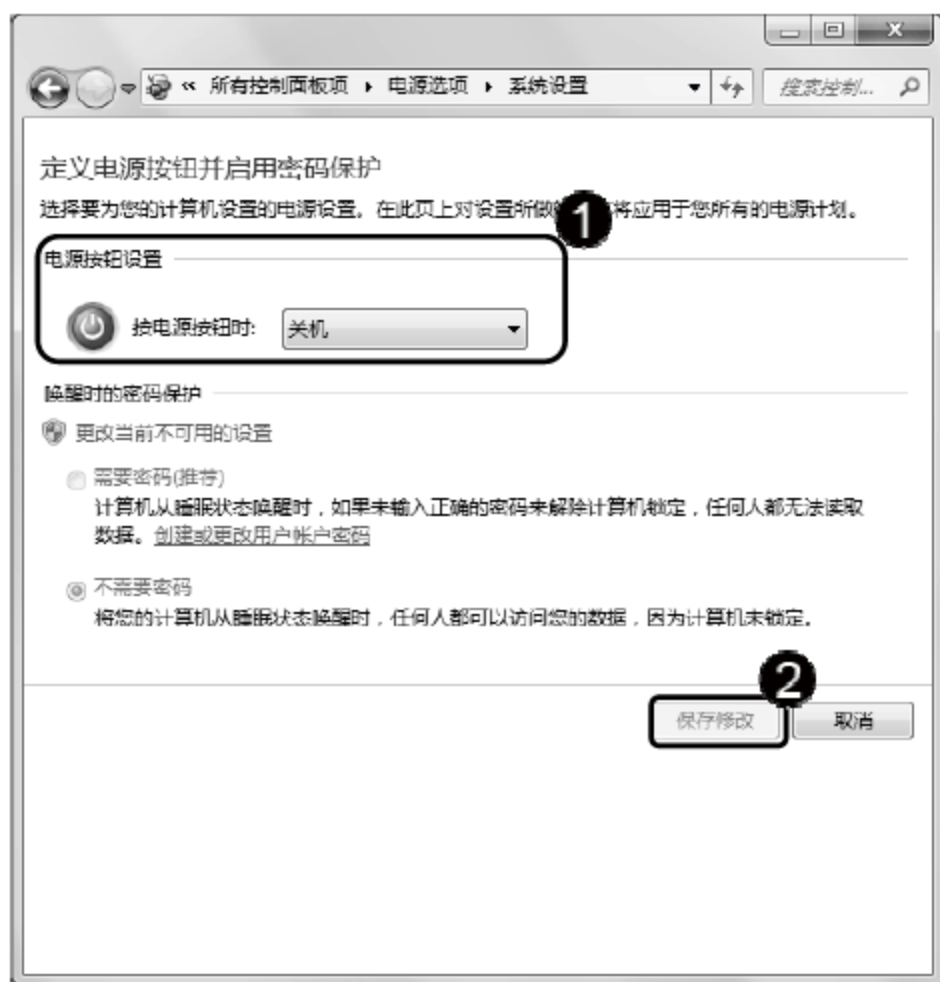 « 所有控制面板项 ▸ 电源选项 ▸ 系统设置
搜索控制...
定义电源按钮并启用密码保护
选择要为您的计算机设置的电源设置。在此页上对设置所做 将应用于您所有的电源计划。
1
电源按钮设置
按电源按钮时: 关机
唤醒时的密码保护
更改当前不可用的设置
需要密码(推荐)
计算机从睡眠状态唤醒时，如果未输入正确的密码来解除计算机锁定，任何人都无法读取
数据。创建或更改用户帐户密码
不需要密码
将您的计算机从睡眠状态唤醒时，任何人都可以访问您的数据，因为计算机未锁定。
2
保存修改 取消